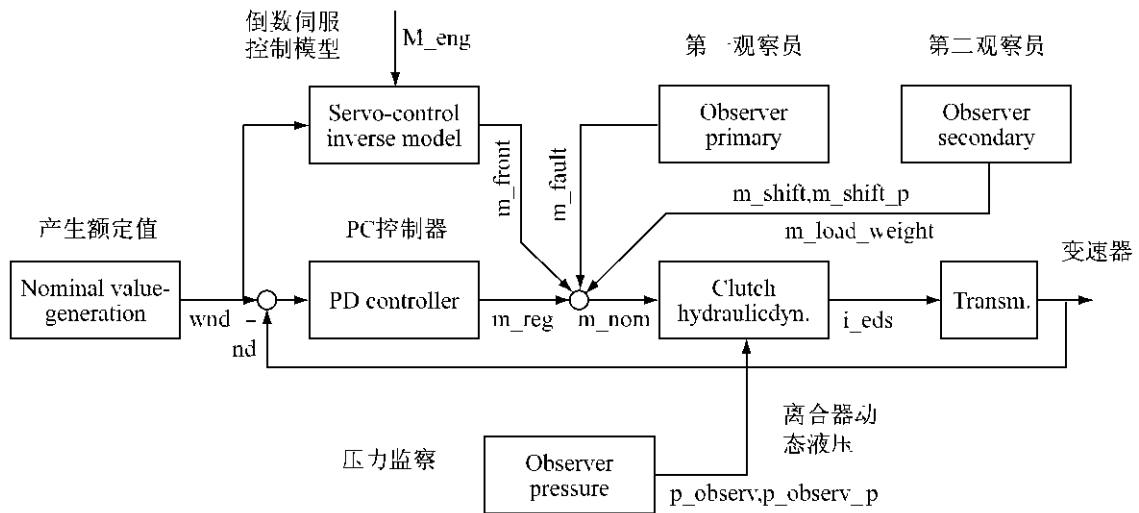 倒数伺服
控制模型
M_eng
第一观察员
第二观察员
Servo-control
inverse model
Observer
primary
Observer
secondary
m_front
m_fault
m_shift,m_shift_p
m_load_weight
产生额定值
PC控制器
变速器
Nominal value-
generation
wnd
–
nd
PD controller
m_reg
m_nom
Clutch
hydraulicdyn.
i_eds
Transm.
离合器动
态液压
压力监察
Observer
pressure
p_observ,p_observ_p